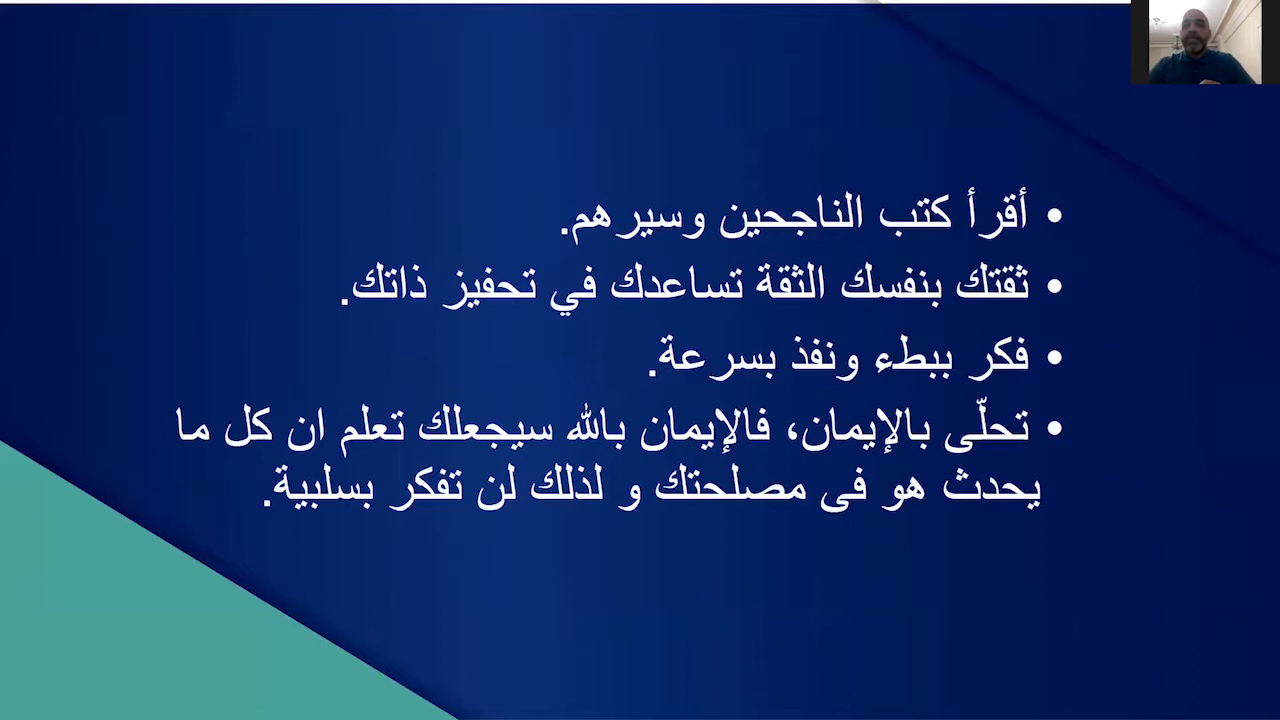 • أقرأ كتب الناجحين وسيرهم.
• ثقتك بنفسك الثقة تساعدك في تحفيز ذاتك.
• فكر ببطء ونفذ بسرعة.
• تحلّى بالإيمان، فالإيمان بالله سيجعلك تعلم ان كل ما
يحدث هو فى مصلحتك و لذلك لن تفكر بسلبية.